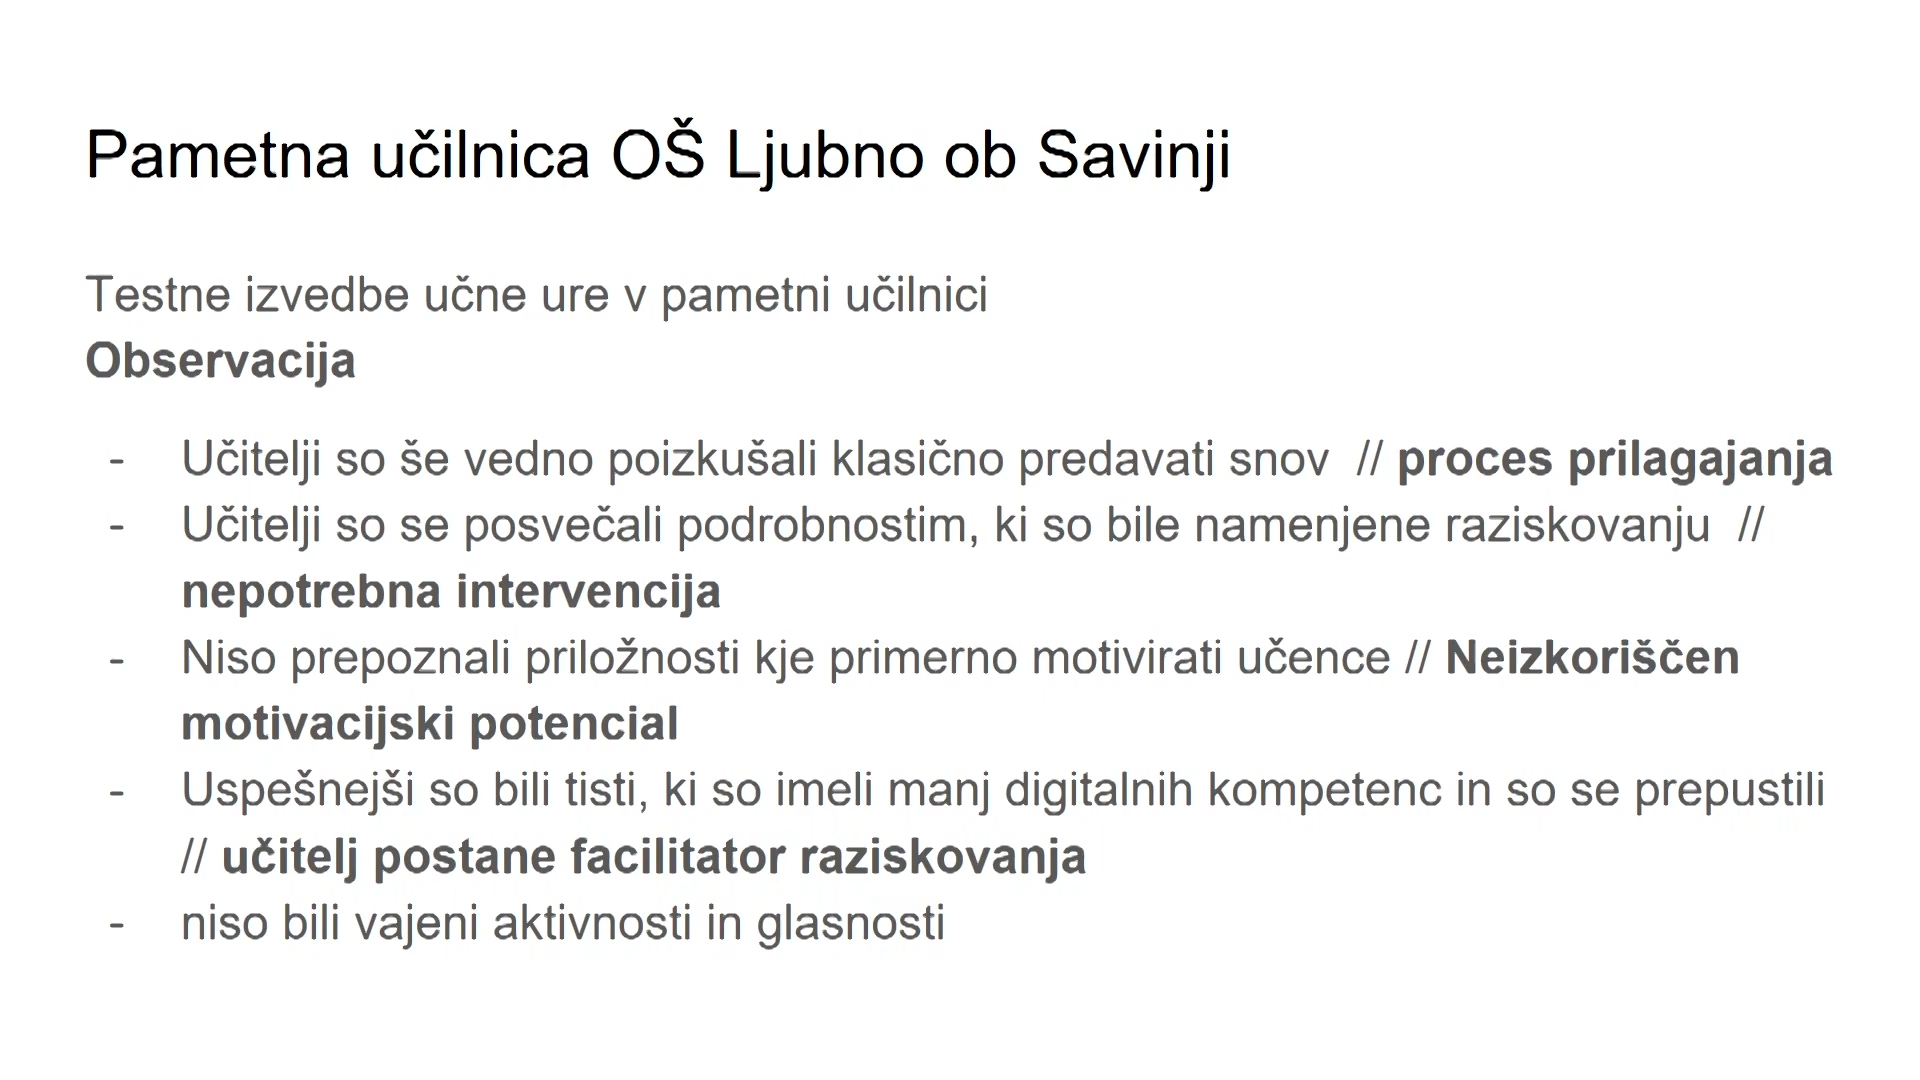 Pametna učilnica OŠ Ljubno ob Savinji
Testne izvedbe učne ure v pametni učilnici
Observacija
- Učitelji so še vedno poizkušali klasično predavati snov // proces prilagajanja
- Učitelji so se posvečali podrobnostim, ki so bile namenjene raziskovanju //
nepotrebna intervencija
- Niso prepoznali priložnosti kje primerno motivirati učence // Neizkoriščen
motivacijski potencial
- Uspešnejši so bili tisti, ki so imeli manj digitalnih kompetenc in so se prepustili
// učitelj postane facilitator raziskovanja
- niso bili vajeni aktivnosti in glasnosti